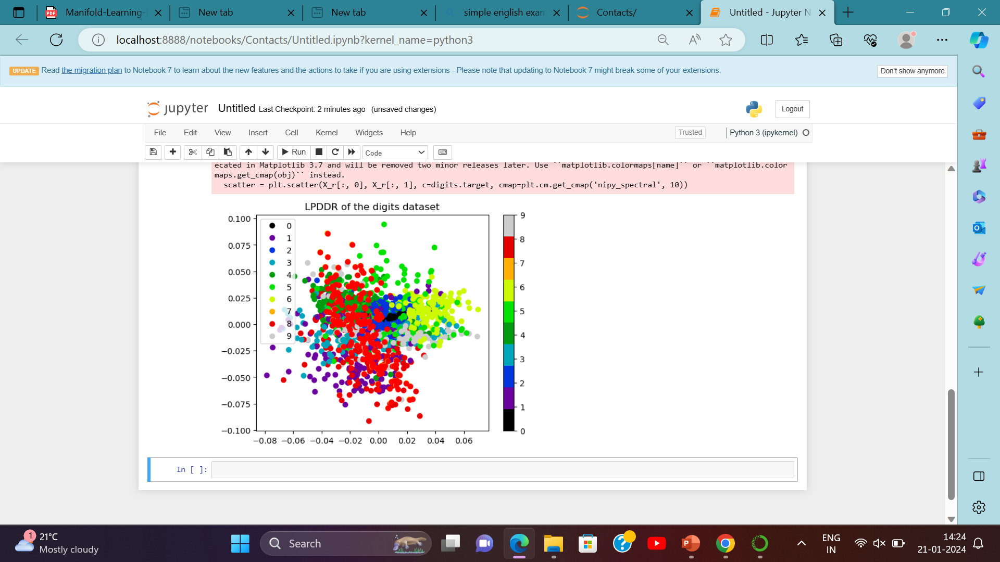 Manifold-Learning-
New tab
New tab
simple english exam
Contacts/
Untitled - Jupyter N
localhost:8888/notebooks/Contacts/Untitled.ipynb?kernel_name=python3
UPDATE Read the migration plan to Notebook 7 to learn about the new features and the actions to take if you are using extensions - Please note that updating to Notebook 7 might break some of your extensions.
Don't show anymore
jupyter Untitled Last Checkpoint: 2 minutes ago (unsaved changes)
Logout
File Edit View Insert Cell Kernel Widgets Help
Trusted
Python 3 (ipykernel)
Run
Code
ecated in Matplotlib 3.7 and will be removed two minor releases later. Use ``matplotlib.colormaps[name]`` or ``matplotlib.color
maps.get_cmap(obj)`` instead.
scatter = plt.scatter(X_r[:, 0], X_r[:, 1], c=digits.target, cmap=plt.cm.get_cmap('nipy_spectral', 10))
LPDDR of the digits dataset
0.100
0.075
0.050
0.025
0.000
−0.025
−0.050
−0.075
−0.100
0
1
2
3
4
5
6
7
8
9
−0.08 −0.06 −0.04 −0.02 0.00 0.02 0.04 0.06
9
8
7
6
5
4
3
2
1
0
In [ ]:
1
21°C
Mostly cloudy
Search
ENG
IN
14:24
21-01-2024